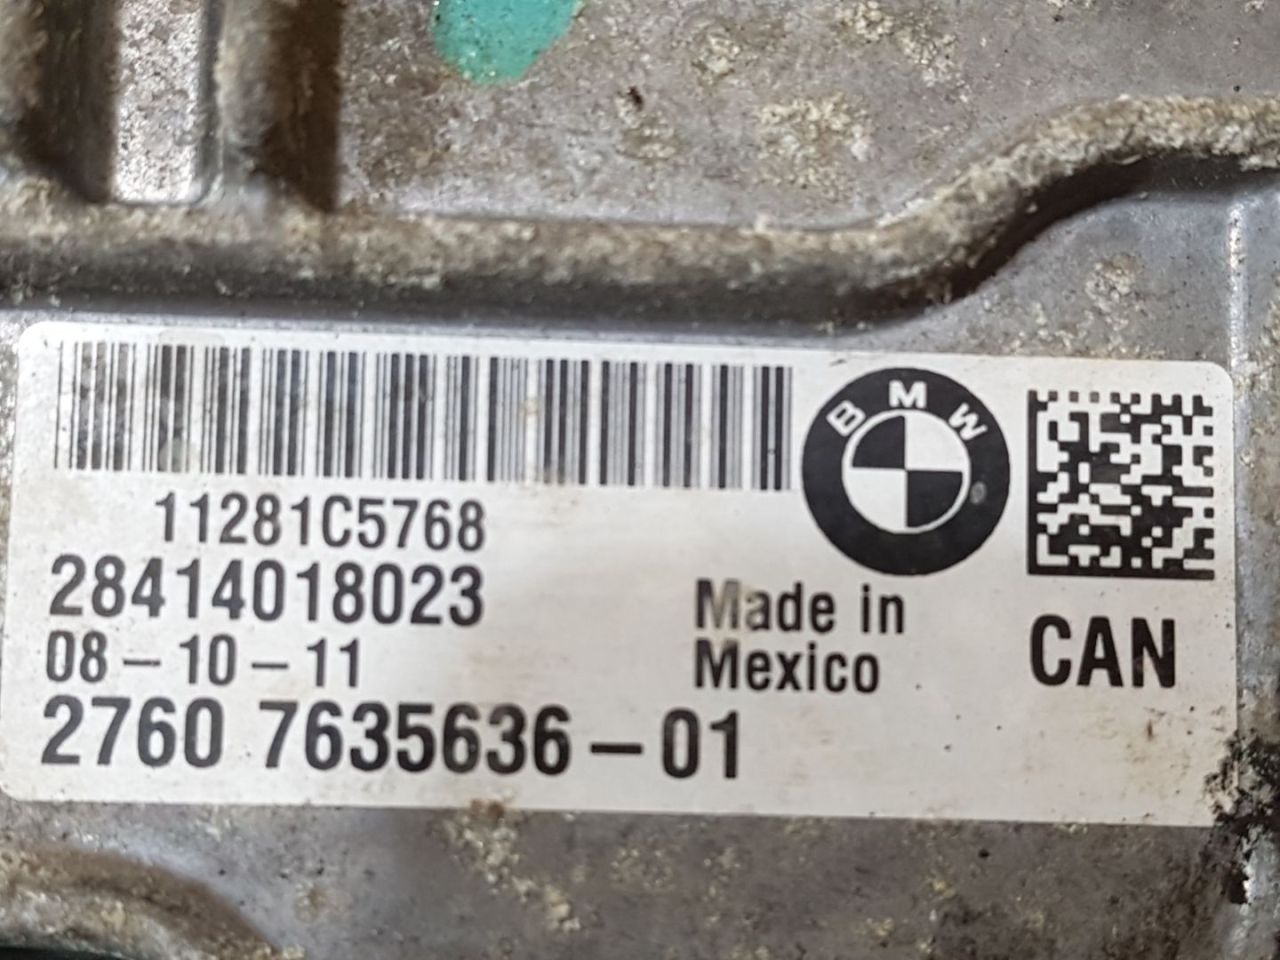 BMW
11281C5768
28414018023
08-10-11
Made in
Mexico
CAN
2760 7635636-01